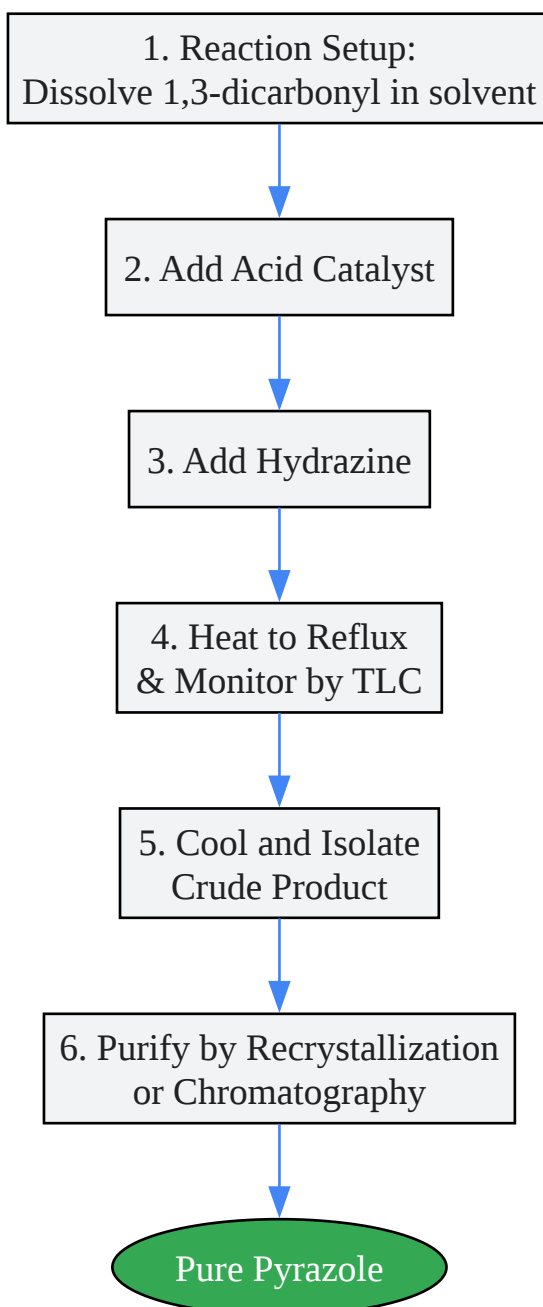 1. Reaction Setup:
Dissolve 1,3-dicarbonyl in solvent
2. Add Acid Catalyst
3. Add Hydrazine
4. Heat to Reflux
& Monitor by TLC
5. Cool and Isolate
Crude Product
6. Purify by Recrystallization
or Chromatography
Pure Pyrazole